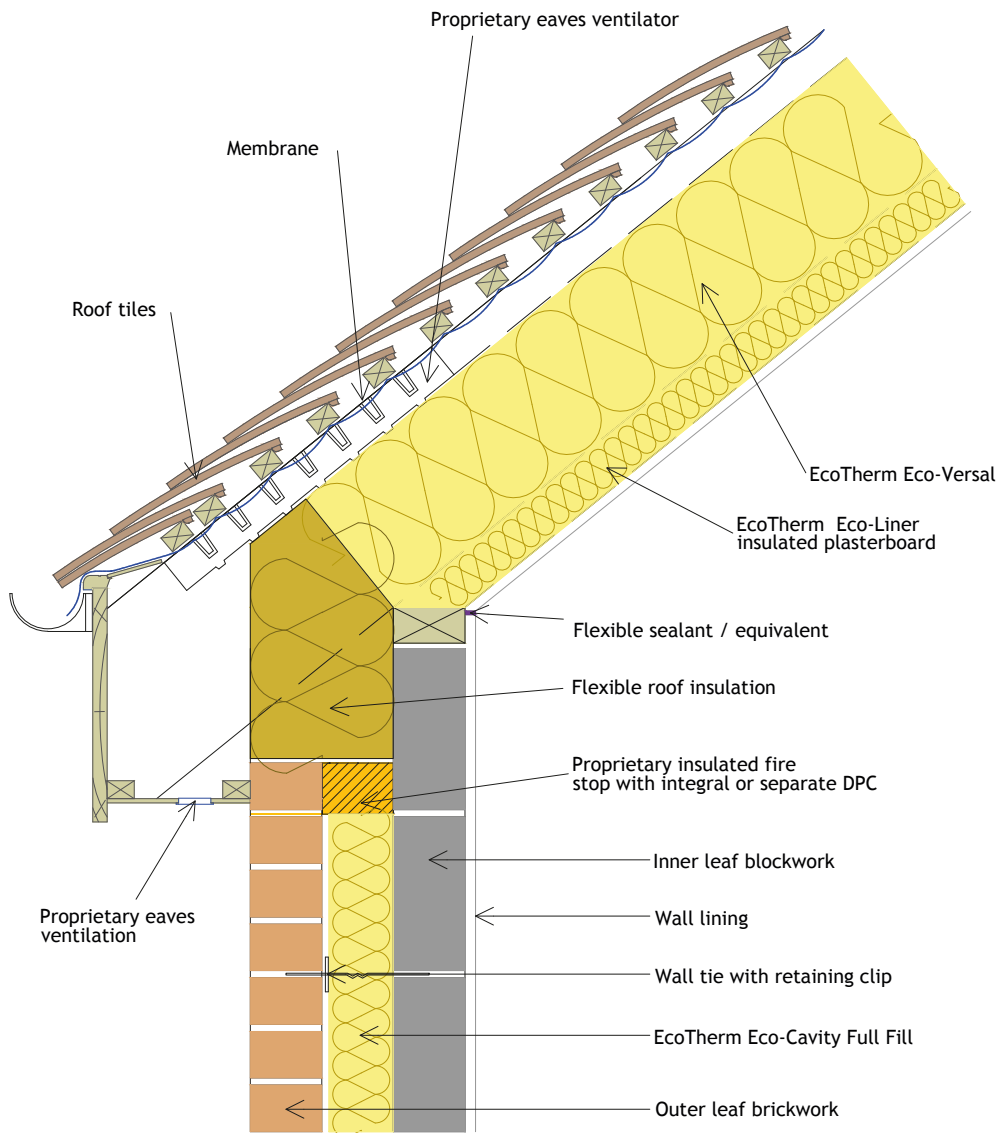 Proprietary eaves ventilator
Membrane
Roof tiles
EcoTherm Eco-Versal
EcoTherm Eco-Liner
insulated plasterboard
Flexible sealant / equivalent
Flexible roof insulation
Proprietary insulated fire
stop with integral or separate DPC
Inner leaf blockwork
Proprietary eaves
ventilation
Wall lining
Wall tie with retaining clip
EcoTherm Eco-Cavity Full Fill
Outer leaf brickwork